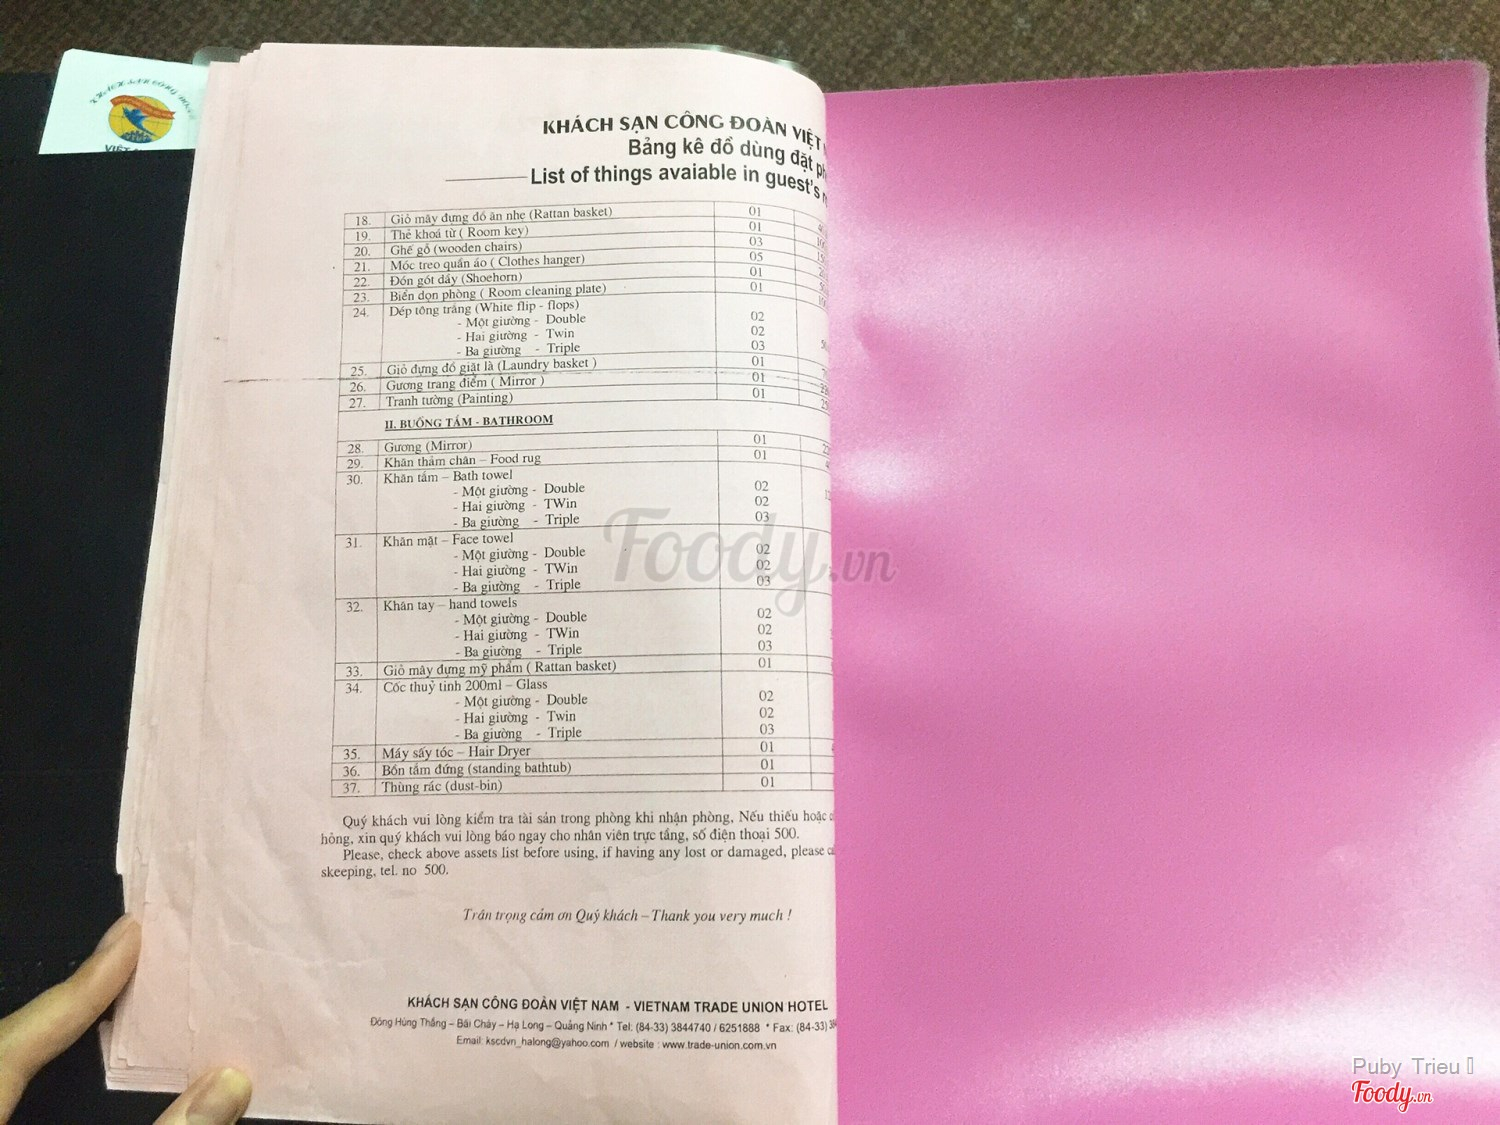 KHÁCH SẠN CÔNG ĐOÀN VIỆT
Bảng kê đồ dùng đặt
List of things avaiable in guest's
18. Giỏ mây đựng đồ ăn nhẹ (Rattan basket) 01
19. Thẻ khoá từ ( Room key) 01
20. Ghế gỗ (wooden chairs) 03
21. Móc treo quần áo ( Clothes hanger) 05
22. Đón gót dầy (Shoehorn) 01
23. Biển dọn phòng ( Room cleaning plate) 01
24. Dép tông trắng (White flip - flops)
- Một giường - Double 02
- Hai giường - Twin 02
- Ba giường - Triple 03
25. Giỏ đựng đồ giặt là (Laundry basket ) 01
26. Gương trang điểm ( Mirror ) 01
27. Tranh tường (Painting) 01
II. BUỒNG TẮM - BATHROOM
28. Gương (Mirror) 01
29. Khăn thảm chân – Food rug 01
30. Khăn tắm – Bath towel
- Một giường - Double 02
- Hai giường - TWin 02
- Ba giường - Triple 03
31. Khăn mặt – Face towel
- Một giường - Double 02
- Hai giường - TWin 02
- Ba giường - Triple 03
32. Khăn tay – hand towels
- Một giường - Double 02
- Hai giường - TWin 02
- Ba giường - Triple 03
33. Giỏ mây đựng mỹ phẩm ( Rattan basket) 01
34. Cốc thuỷ tinh 200ml – Glass
- Một giường - Double 02
- Hai giường - Twin 02
- Ba giường - Triple 03
35. Máy sấy tóc – Hair Dryer 01
36. Bồn tắm đứng (standing bathtub) 01
37. Thùng rác (dust-bin) 01
Quý khách vui lòng kiểm tra tài sản trong phòng khi nhận phòng, Nếu thiếu hoặc
hỏng, xin quý khách vui lòng báo ngay cho nhân viên trực tầng, số điện thoại 500.
Please, check above assets list before using, if having any lost or damaged, please
skeeping, tel. no 500.
Trân trọng cảm ơn Quý khách – Thank you very much !
KHÁCH SẠN CÔNG ĐOÀN VIỆT NAM - VIETNAM TRADE UNION HOTEL
Đông Hùng Thắng – Bãi Cháy – Hạ Long – Quảng Ninh * Tel: (84-33) 3844740 / 6251888 * Fax: (84-33)
Email: kscdvn_halong@yahoo.com / website : www.trade-union.com.vn
Foody.vn
Puby Trieu
Foody.vn